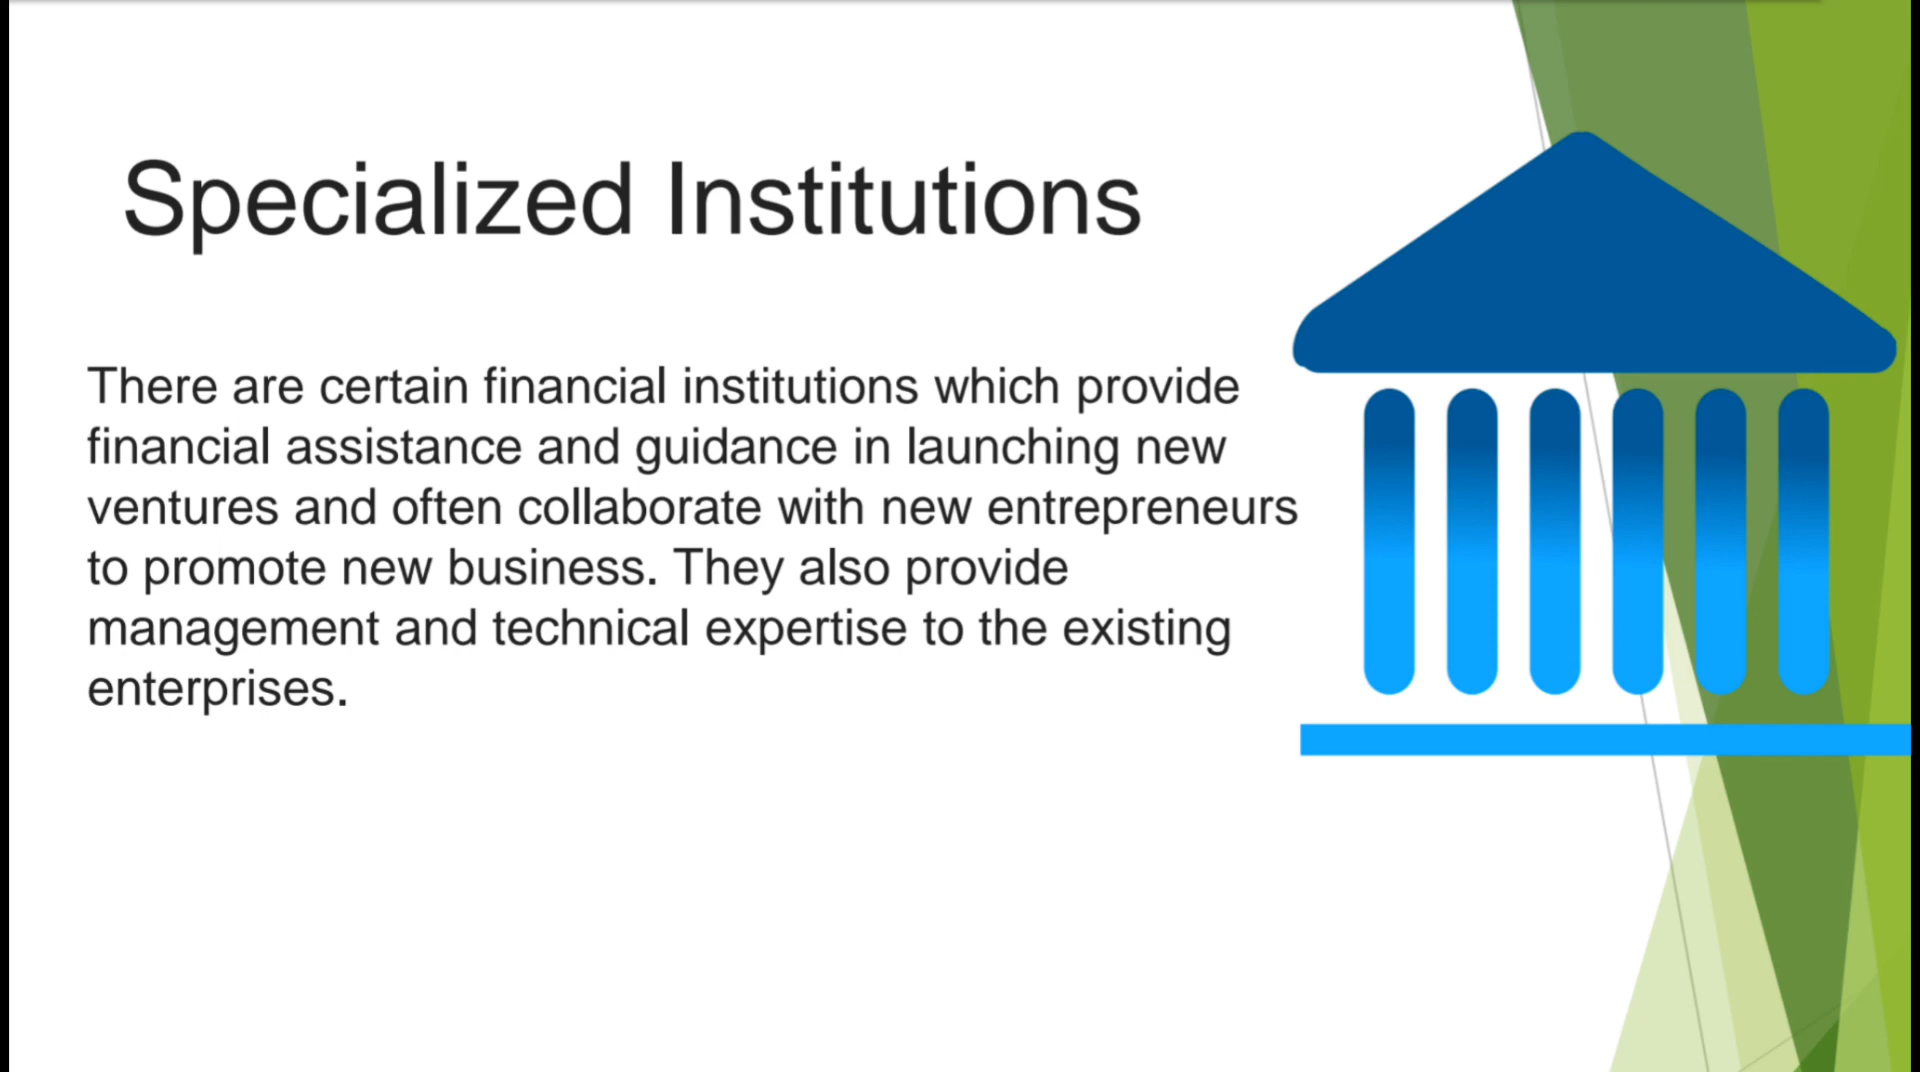 Specialized Institutions
There are certain financial institutions which provide
financial assistance and guidance in launching new
ventures and often collaborate with new entrepreneurs
to promote new business. They also provide
management and technical expertise to the existing
enterprises.